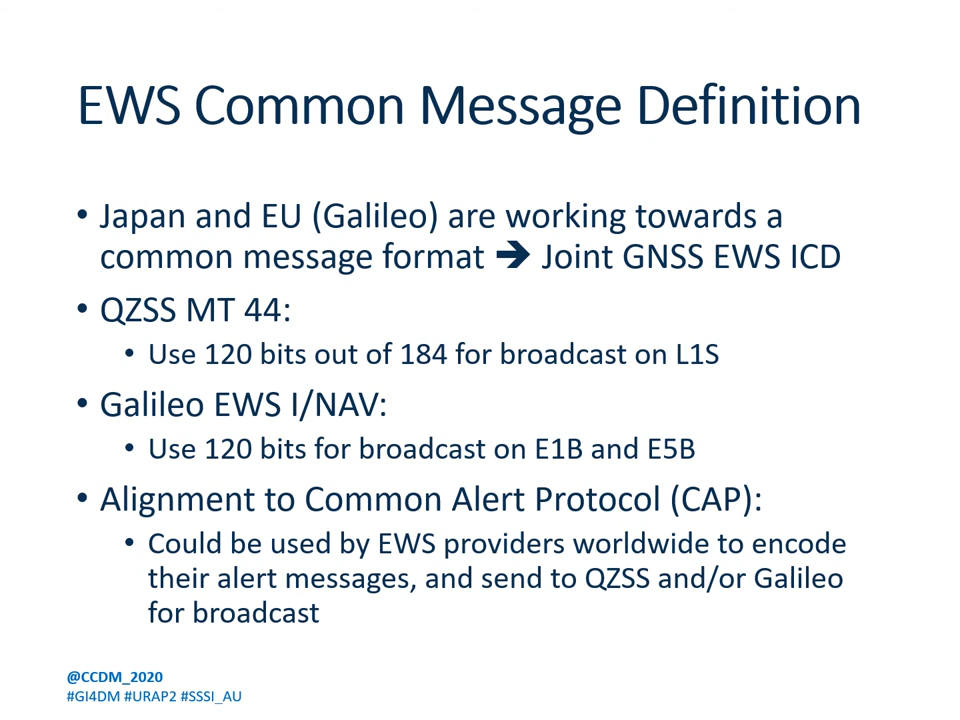 EWS Common Message Definition
• Japan and EU (Galileo) are working towards a
common message format ➔ Joint GNSS EWS ICD
• QZSS MT 44:
• Use 120 bits out of 184 for broadcast on L1S
• Galileo EWS I/NAV:
• Use 120 bits for broadcast on E1B and E5B
• Alignment to Common Alert Protocol (CAP):
• Could be used by EWS providers worldwide to encode
their alert messages, and send to QZSS and/or Galileo
for broadcast
@CCDM_2020
#GI4DM #URAP2 #SSSI_AU